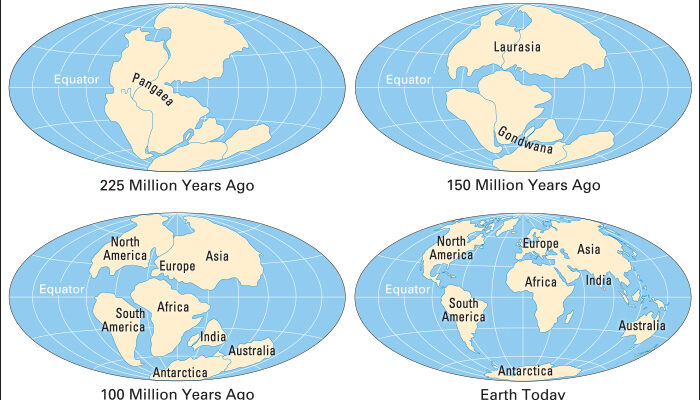 Equator
Pangaea
225 Million Years Ago
Laurasia
Equator
Gondwana
150 Million Years Ago
North
America
Europe
Asia
Equator
South
America
Africa
India
Australia
Antarctica
100 Million Years Ago
North
America
Europe
Asia
Equator
Africa
India
South
America
Australia
Antarctica
Earth Today